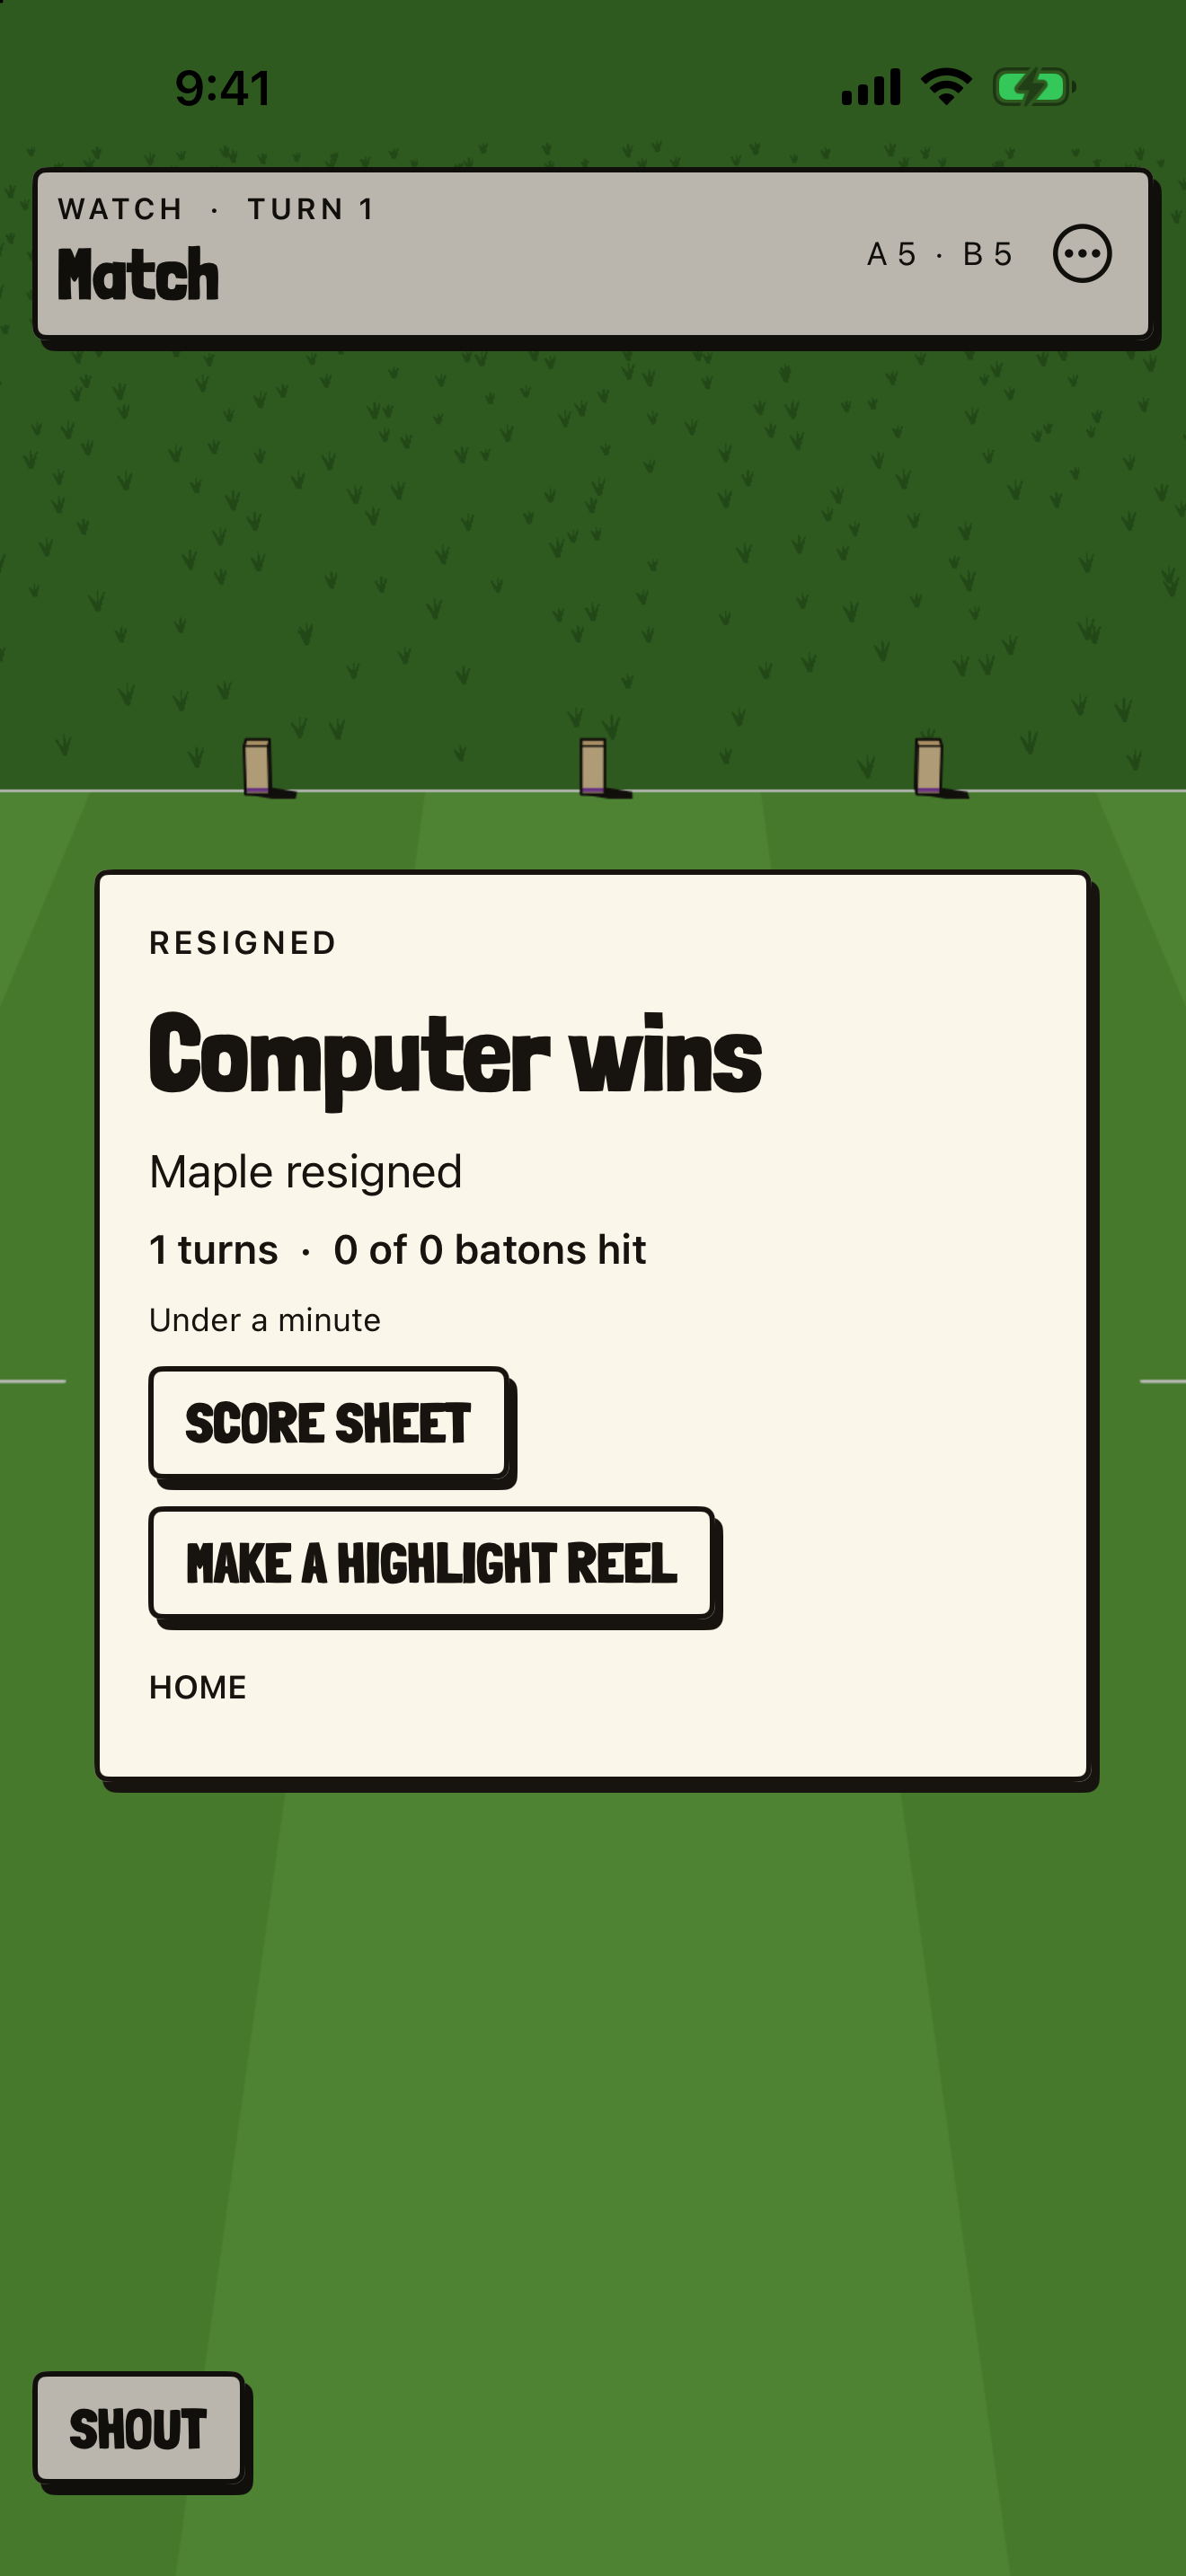 9:41
WATCH · TURN 1
Match
A 5 · B 5
RESIGNED
Computer wins
Maple resigned
1 turns · 0 of 0 batons hit
Under a minute
SCORE SHEET
MAKE A HIGHLIGHT REEL
HOME
SHOUT